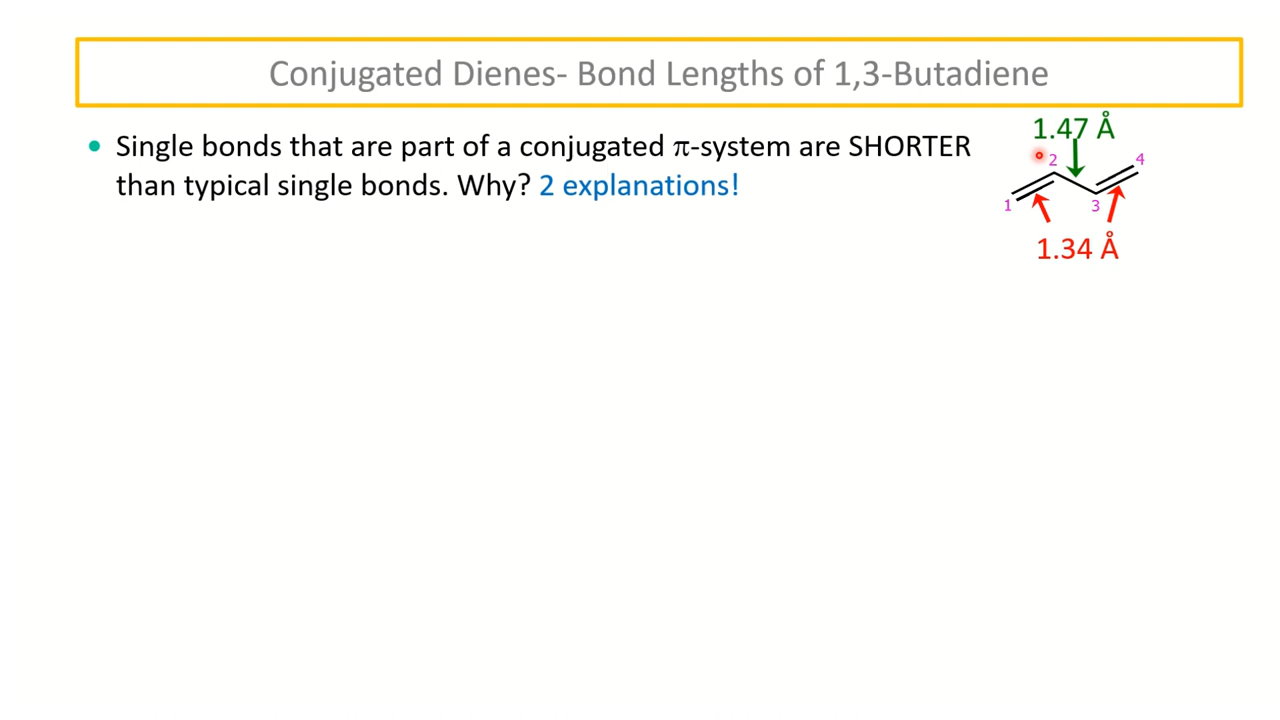 Conjugated Dienes- Bond Lengths of 1,3-Butadiene
• Single bonds that are part of a conjugated π-system are SHORTER
than typical single bonds. Why? 2 explanations!
1.47 Å
2
4
1
3
1.34 Å